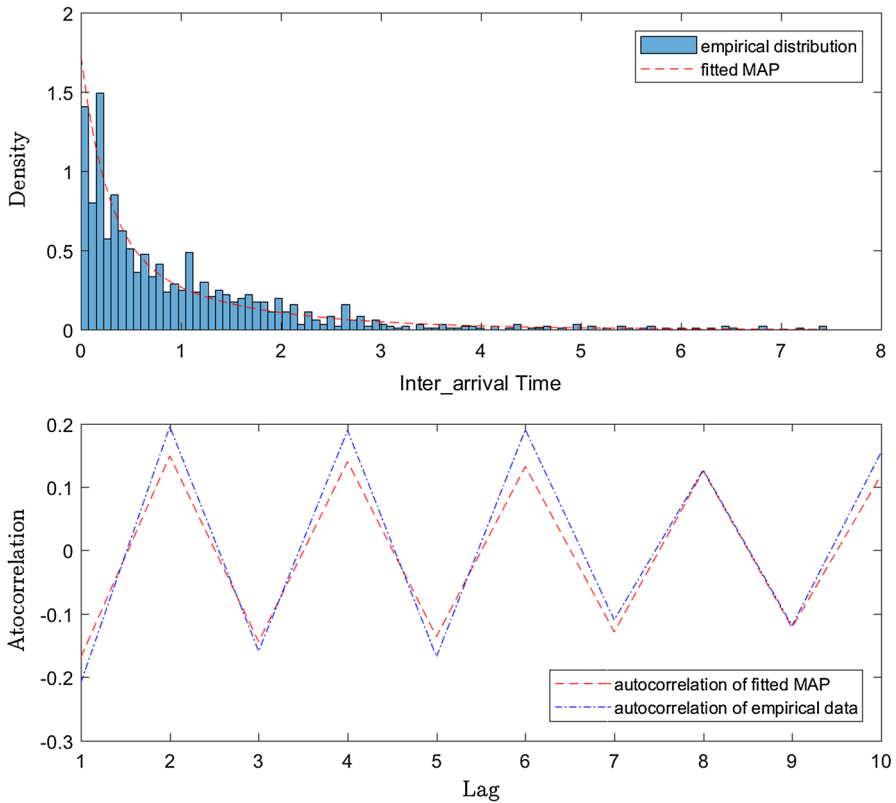 2
1.5
1
0.5
0
Density
empirical distribution
fitted MAP
0 1 2 3 4 5 6 7 8
Inter_arrival Time
0.2
0.1
0
-0.1
-0.2
-0.3
Atocorrelation
autocorrelation of fitted MAP
autocorrelation of empirical data
1 2 3 4 5 6 7 8 9 10
Lag